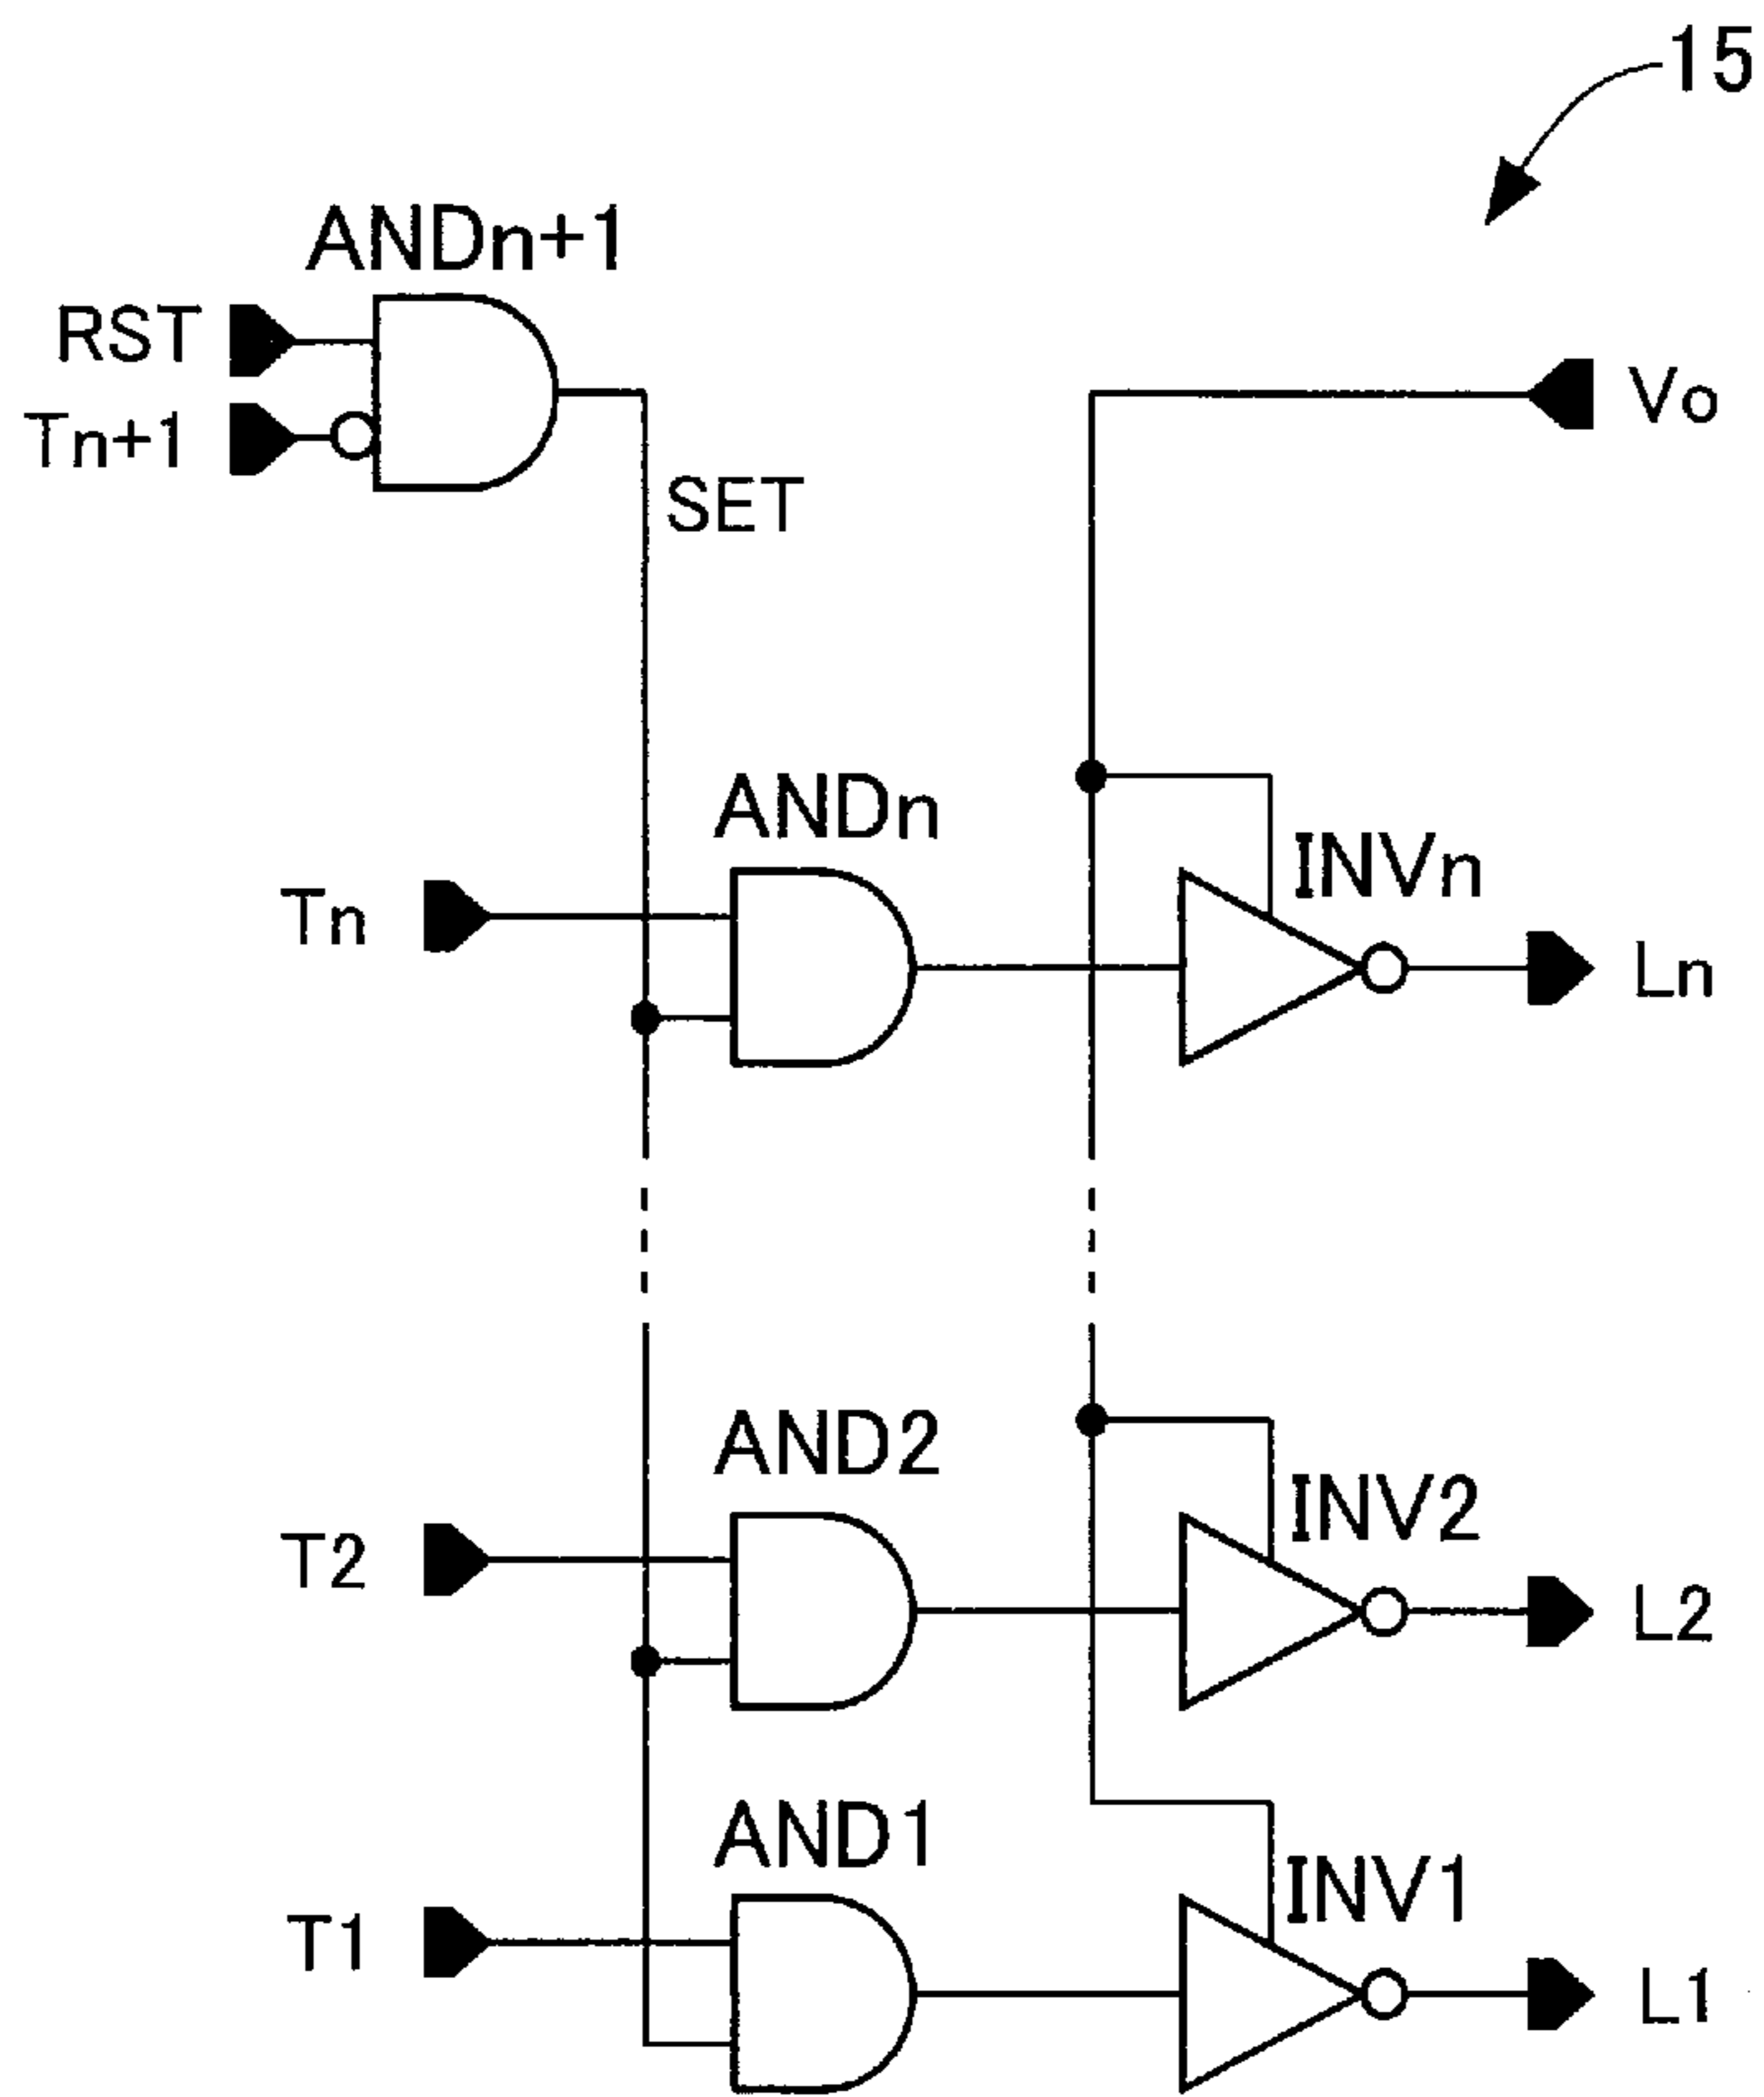 15
ANDn+1
RST
Tn+1
Vo
SET
ANDn
INVn
Tn
Ln
AND2
INV2
T2
L2
AND1
INV1
T1
L1